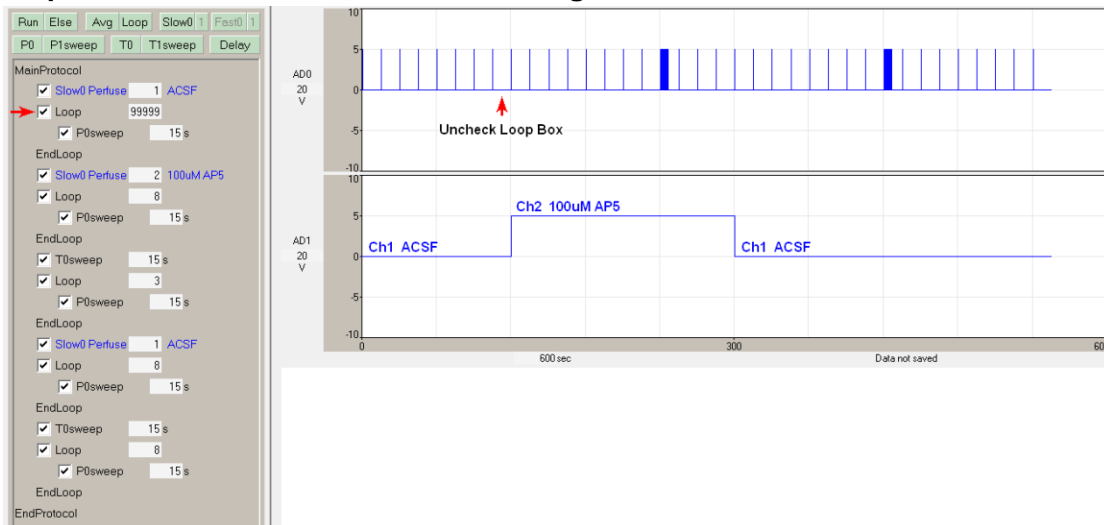 Run Else Avg Loop Slow0 1 Fast0 1
P0 P1sweep T0 T1sweep Delay
MainProtocol
Slow0 Perfuse 1 ACSF
Loop 99999
P0sweep 15 s
EndLoop
Slow0 Perfuse 2 100uM AP5
Loop 8
P0sweep 15 s
EndLoop
T0sweep 15 s
Loop 3
P0sweep 15 s
EndLoop
Slow0 Perfuse 1 ACSF
Loop 8
P0sweep 15 s
EndLoop
T0sweep 15 s
Loop 8
P0sweep 15 s
EndLoop
EndProtocol
10
5
AD0
20
V
0
-5
-10
Uncheck Loop Box
10
5
AD1
20
V
0
-5
-10
Ch1 ACSF
Ch2 100uM AP5
Ch1 ACSF
0 300 60
600 sec Data not saved